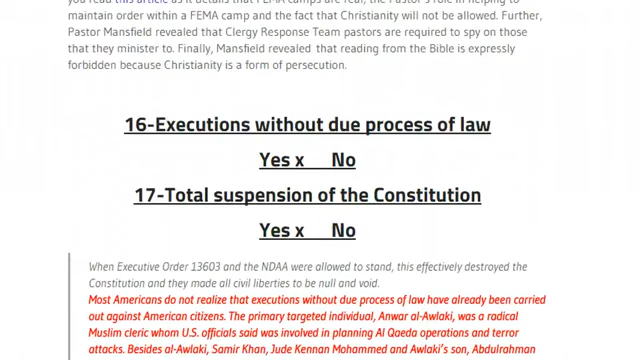 you read this article as it details that FEMA camps are real, the Pastor's role in helping to
maintain order within a FEMA camp and the fact that Christianity will not be allowed. Further,
Pastor Mansfield revealed that Clergy Response Team pastors are required to spy on those
that they minister to. Finally, Mansfield revealed that reading from the Bible is expressly
forbidden because Christianity is a form of persecution.
16-Executions without due process of law
Yes x No
17-Total suspension of the Constitution
Yes x No
When Executive Order 13603 and the NDAA were allowed to stand, this effectively destroyed the
Constitution and they made all civil liberties to be null and void.
Most Americans do not realize that executions without due process of law have already been carried
out against American citizens. The primary targeted individual, Anwar al-Awlaki, was a radical
Muslim cleric whom U.S. officials said was involved in planning Al Qaeda operations and terror
attacks. Besides al-Awlaki, Samir Khan, Jude Kennan Mohammed and Awlaki's son, Abdulrahman